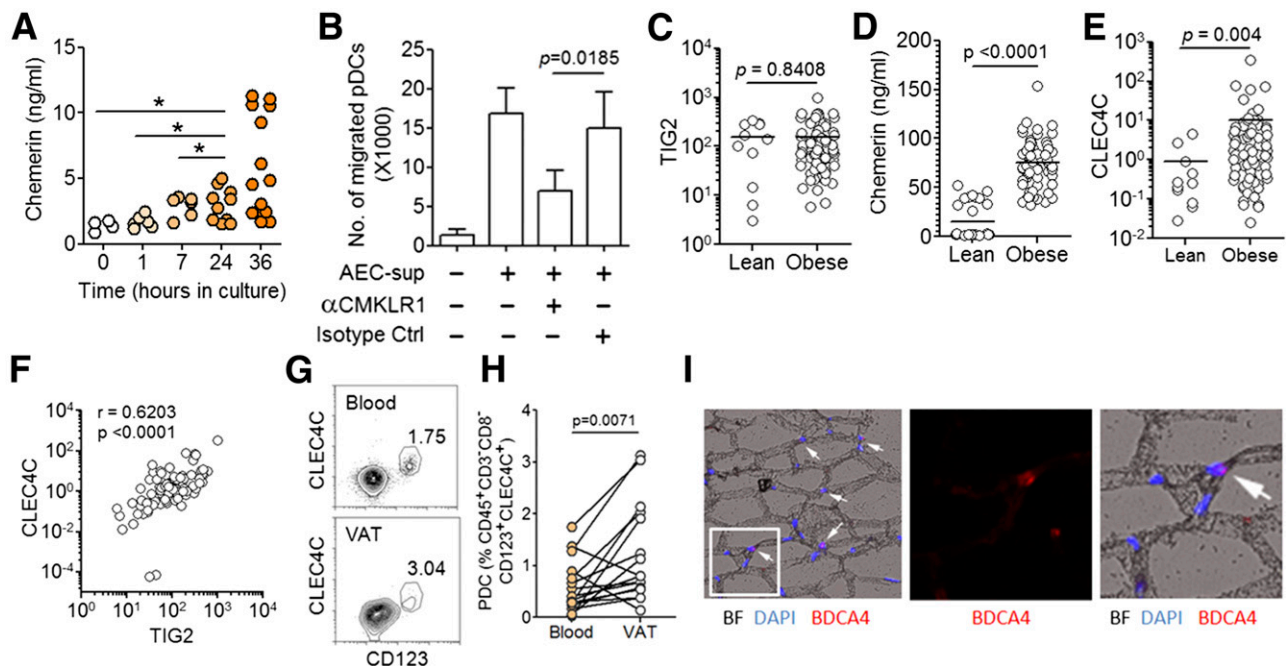 A
Chemerin (ng/ml)
15
10
5
0
* 
*
*
0 1 7 24 36
Time (hours in culture)
B
No. of migrated pDCs
(X1000)
25
20
15
10
5
0
p=0.0185
AEC-sup − + + +
αCMKLR1 − − + −
Isotype Ctrl − − − +
C
TIG2
10⁴
10³
10²
10¹
10⁰
p = 0.8408
Lean Obese
D
Chemerin (ng/ml)
200
150
100
50
0
p <0.0001
Lean Obese
E
CLEC4C
10³
10²
10¹
10⁰
10⁻¹
10⁻²
p = 0.004
Lean Obese
F
CLEC4C
10⁴
10²
10⁰
10⁻²
10⁻⁴
r = 0.6203
p <0.0001
10⁰ 10¹ 10² 10³ 10⁴
TIG2
G
CLEC4C
Blood
1.75
CLEC4C
VAT
3.04
CD123
H
PDC (% CD45⁺CD3⁻CD8⁻
CD123⁺CLEC4C⁺)
4
3
2
1
0
p=0.0071
Blood VAT
I
BF DAPI BDCA4
BDCA4
BF DAPI BDCA4